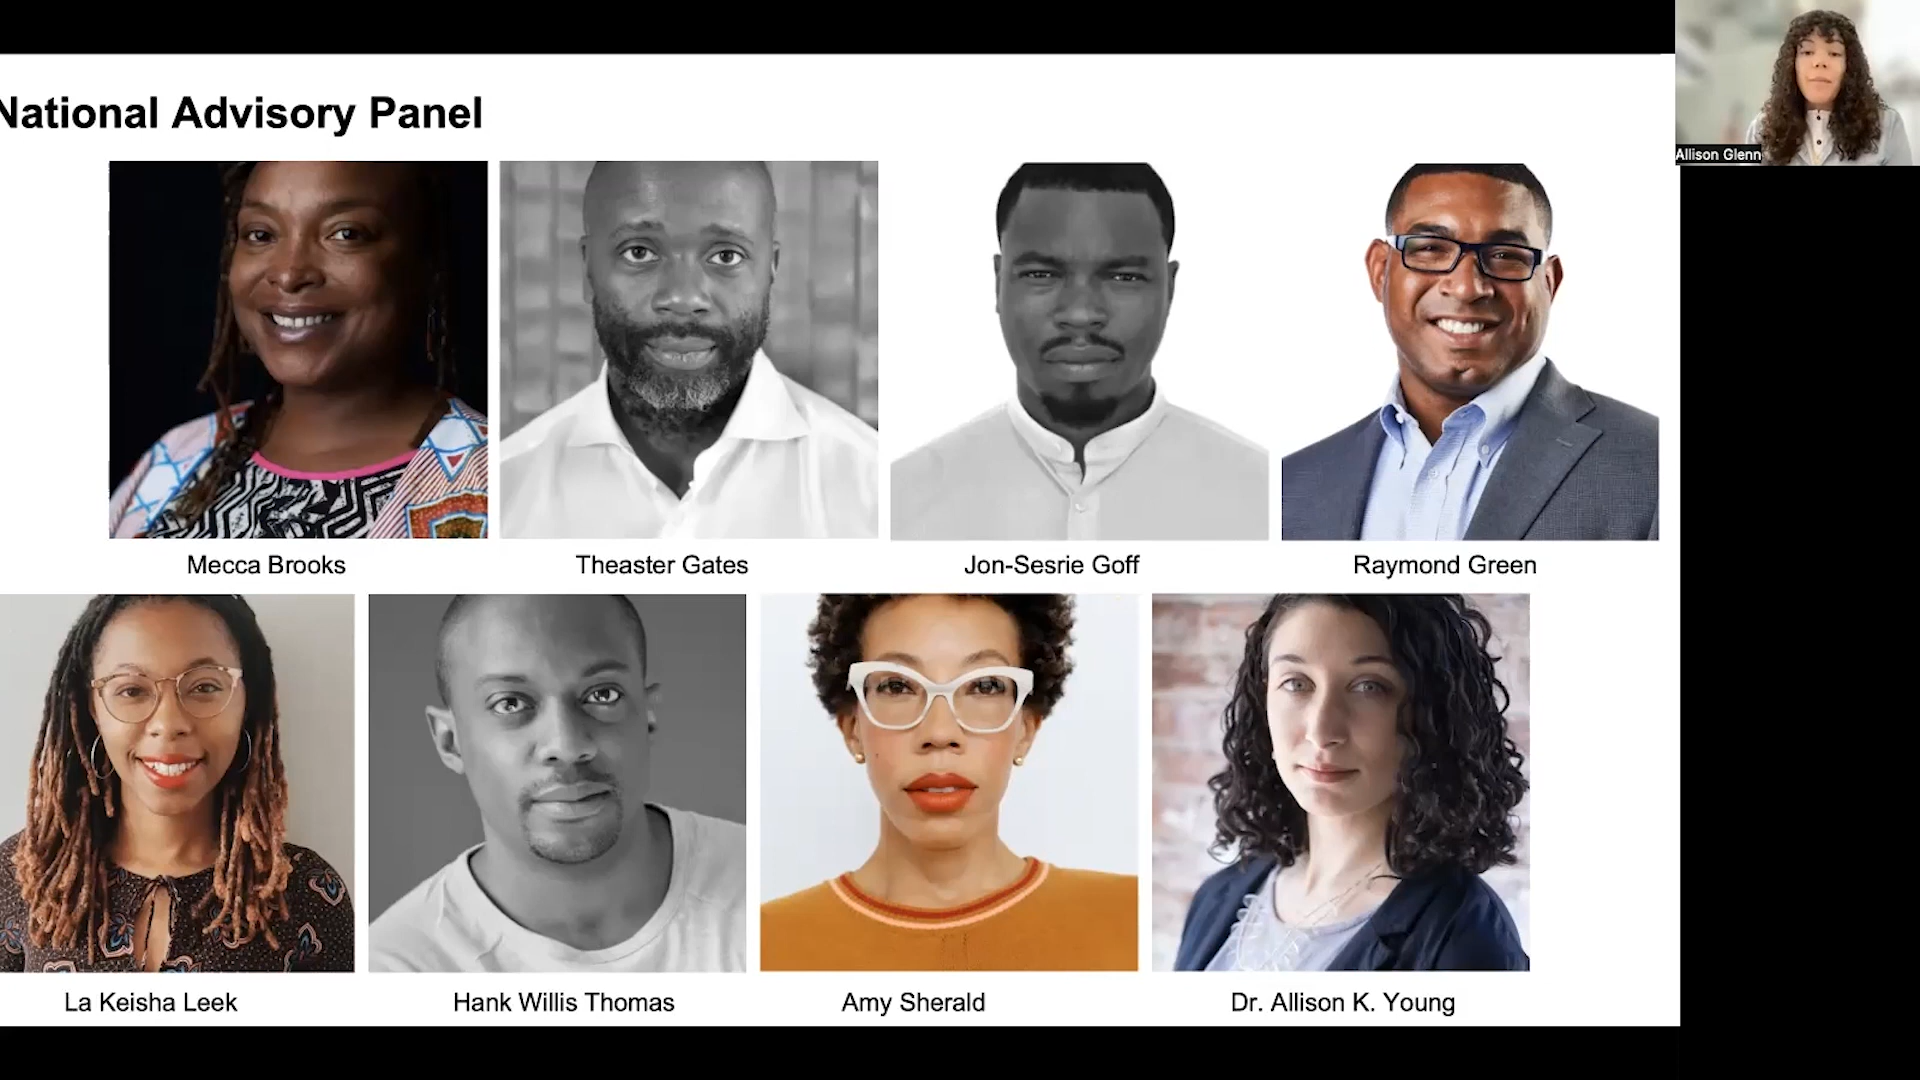 National Advisory Panel
Allison Glenn
Mecca Brooks
Theaster Gates
Jon-Sesrie Goff
Raymond Green
La Keisha Leek
Hank Willis Thomas
Amy Sherald
Dr. Allison K. Young